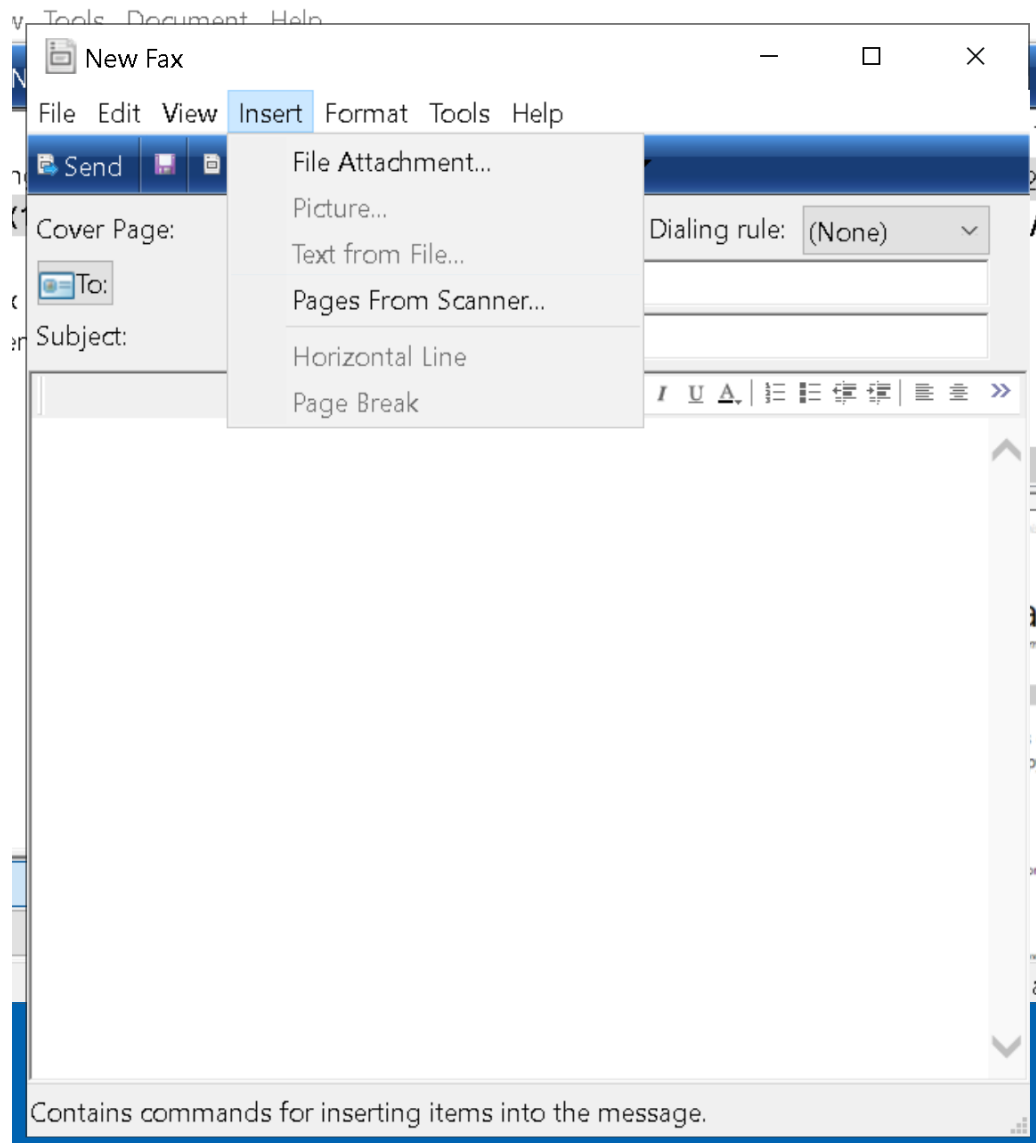 Tools Document Help
New Fax
File Edit View Insert Format Tools Help
Send
File Attachment...
Picture...
Text from File...
Pages From Scanner...
Horizontal Line
Page Break
Cover Page:
Dialing rule: (None)
To:
Subject:
I U A
Contains commands for inserting items into the message.